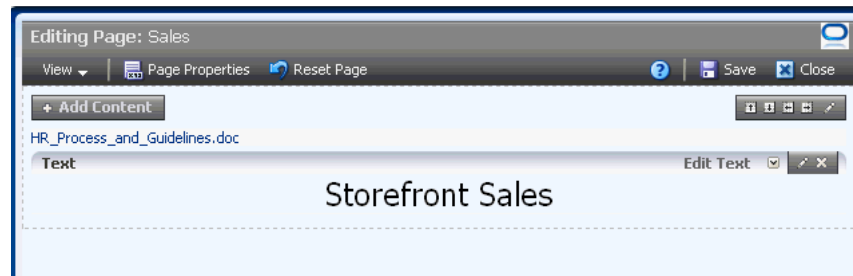 Editing Page: Sales
View Page Properties Reset Page ? Save Close
+ Add Content
HR_Process_and_Guidelines.doc
Text Edit Text
Storefront Sales